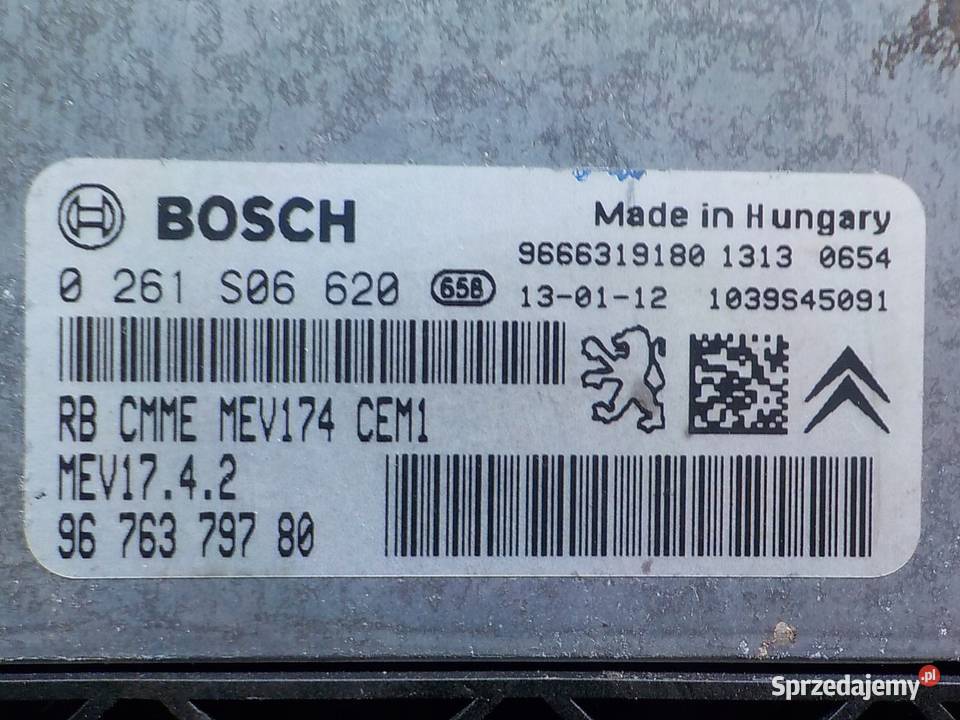 BOSCH
Made in Hungary
9666319180 1313 0654
0 261 S06 620 658 13-01-12 1039S45091
RB CMME MEV174 CEM1
MEV17.4.2
96 763 797 80
Sprzedajemy.pl